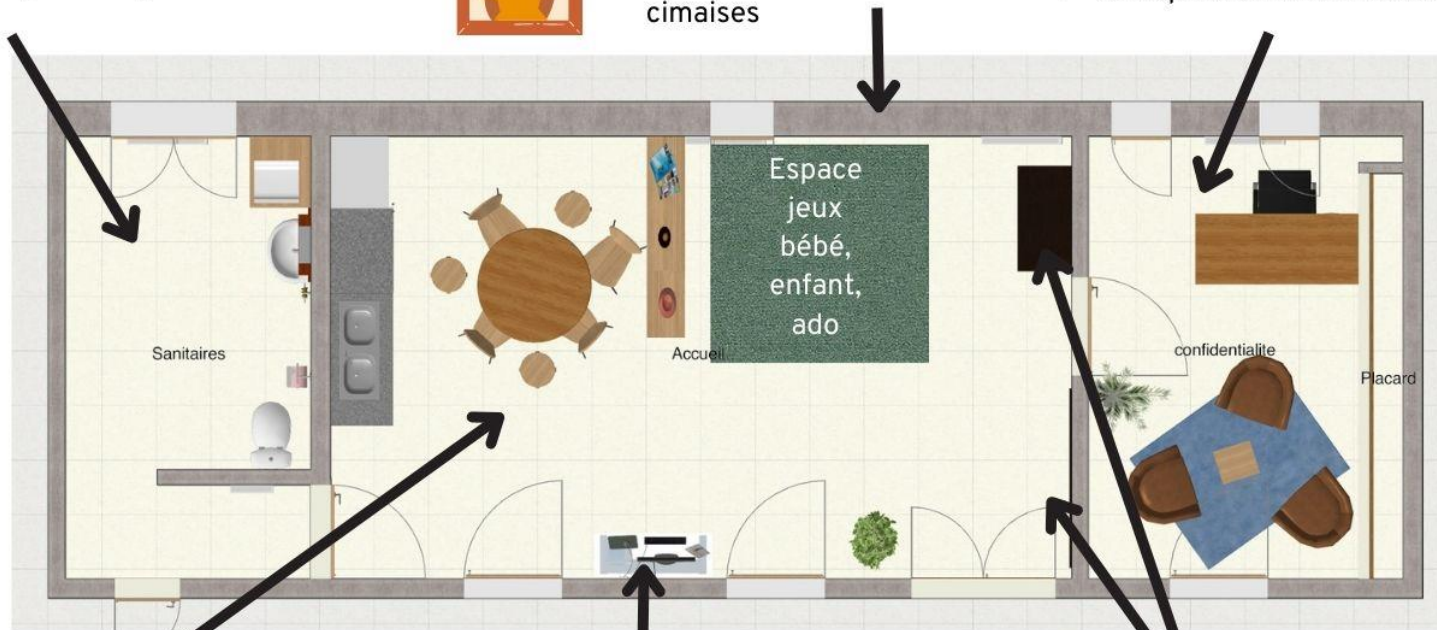 cimaises
Espace
jeux
bébé,
enfant,
ado
Sanitaires
Accueil
confidentialite
Placard